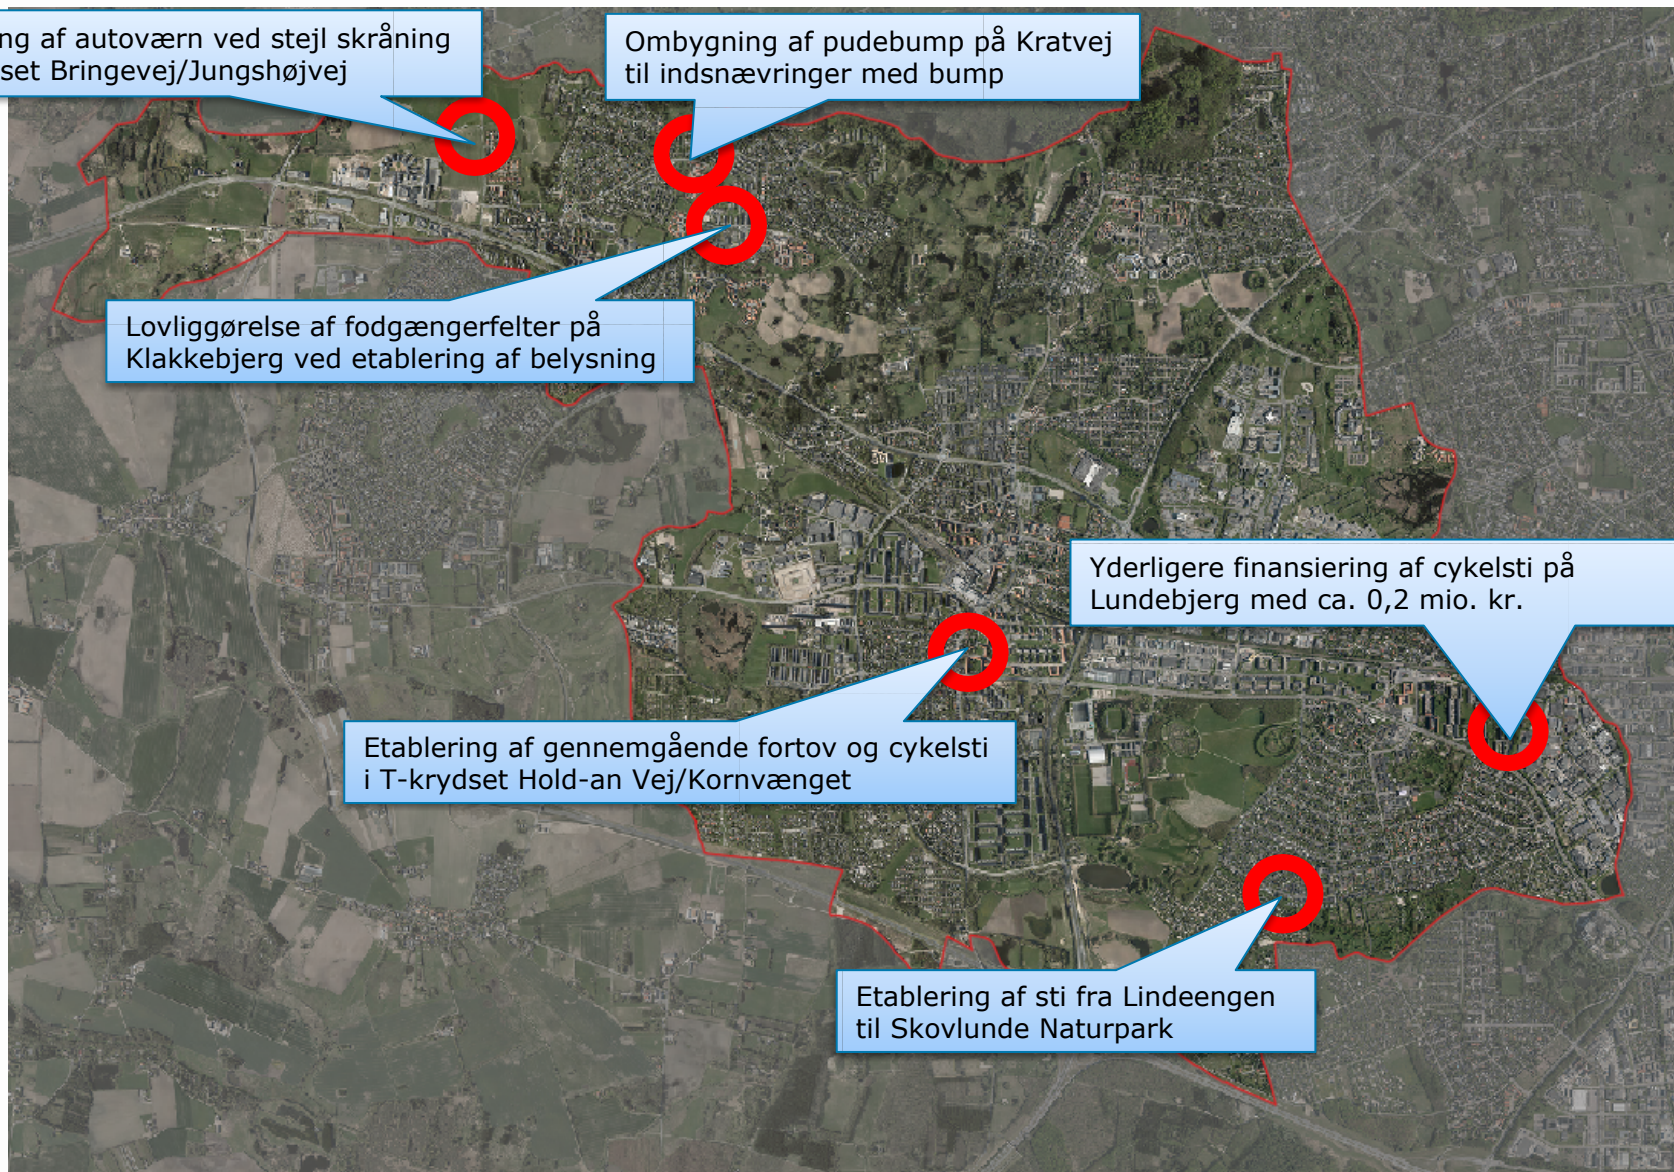 ng af autoværn ved stejl skråning
set Bringevej/Jungshøjvej
Ombygning af pudebump på Kratvej
til indsnævringer med bump
Lovliggørelse af fodgængerfelter på
Klakkebjerg ved etablering af belysning
Yderligere finansiering af cykelsti på
Lundebjerg med ca. 0,2 mio. kr.
Etablering af gennemgående fortov og cykelsti
i T-krydset Hold-an Vej/Kornvænget
Etablering af sti fra Lindeengen
til Skovlunde Naturpark